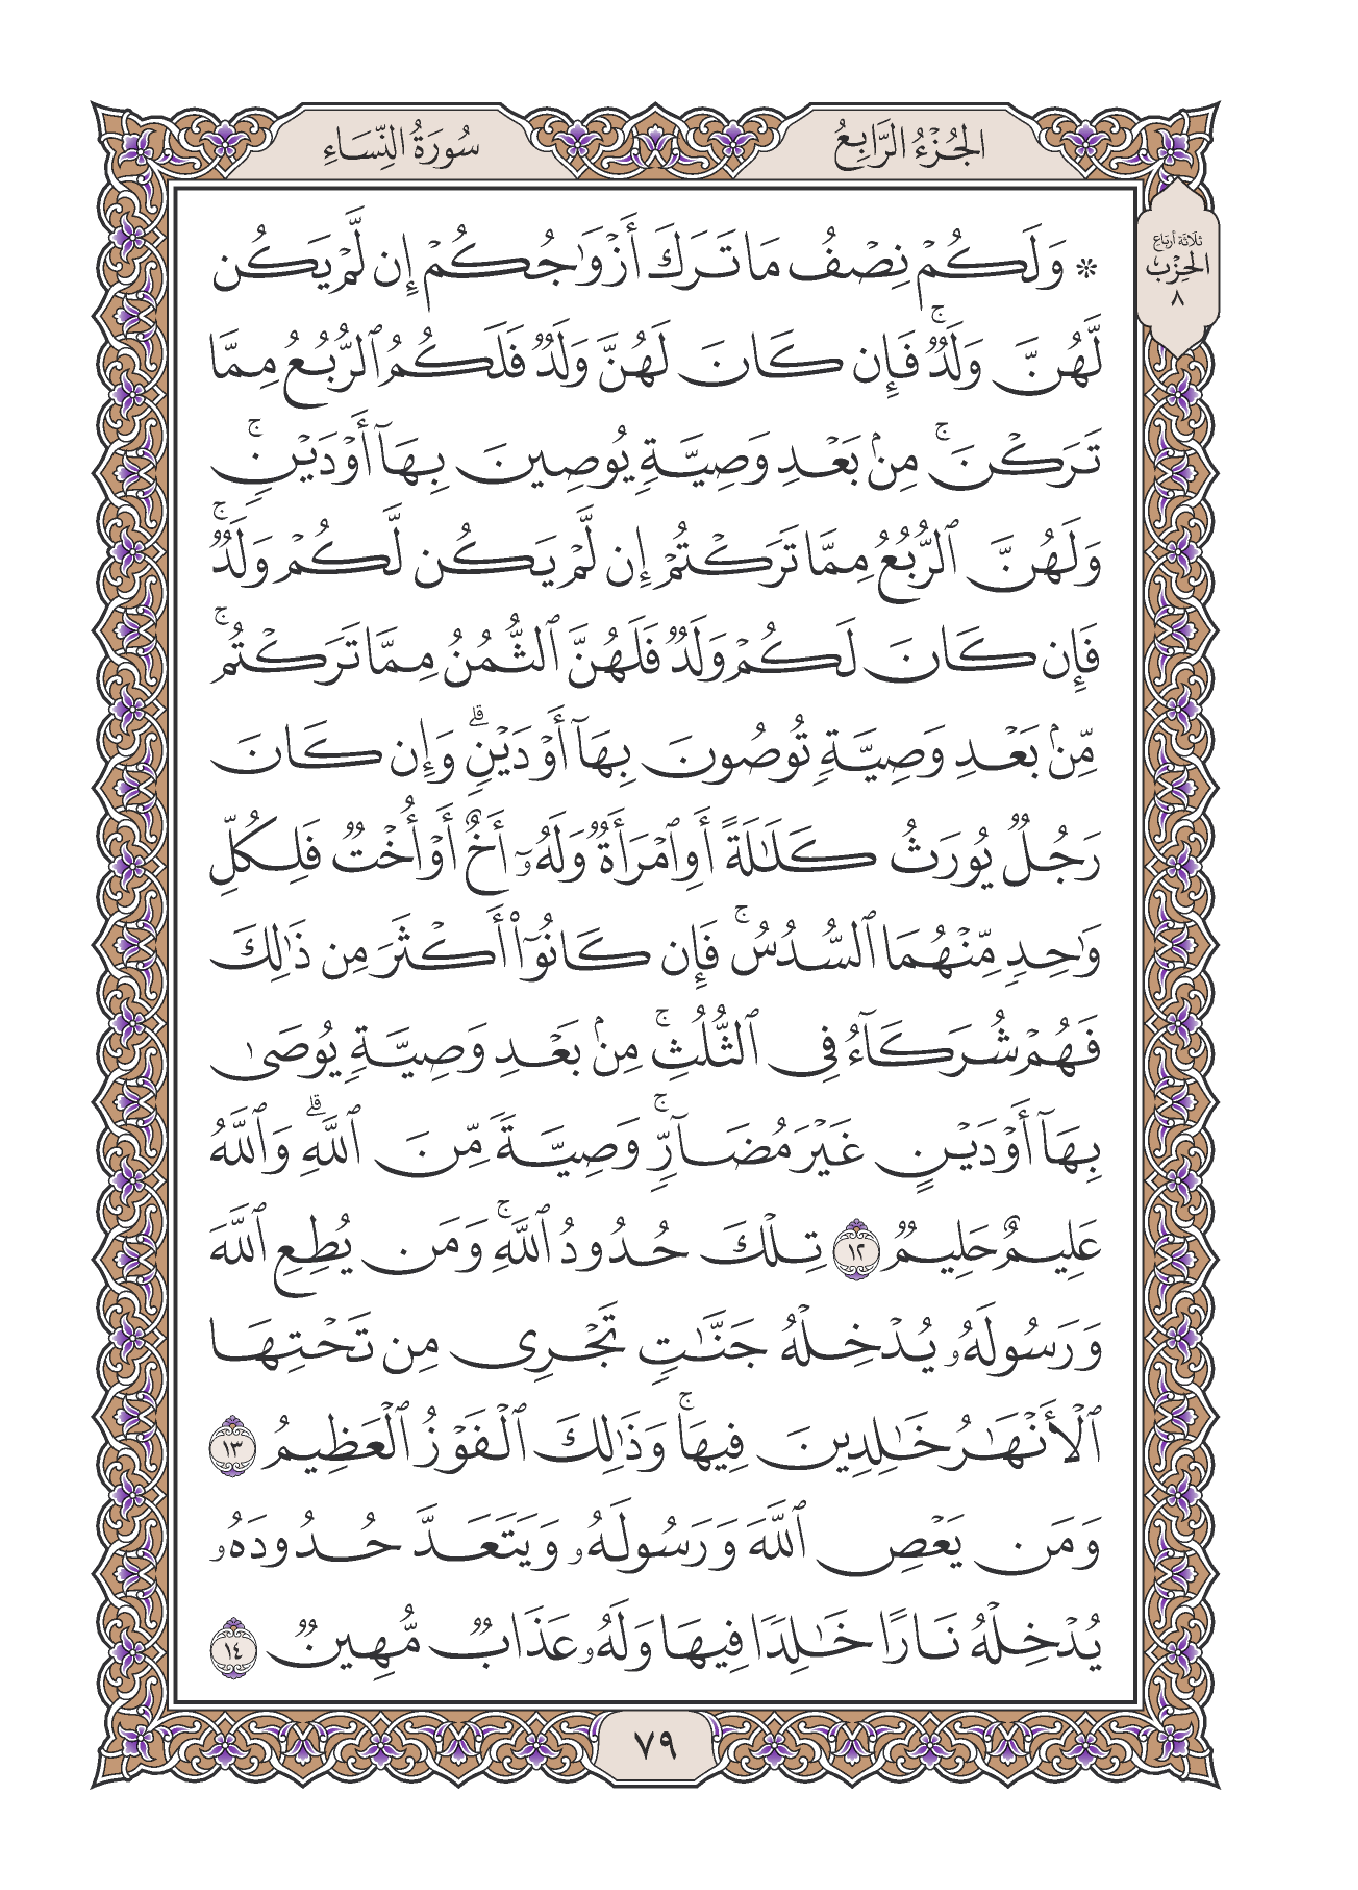 الجُزْءُ الرَّابِعُ
سُورَةُ النِّسَاءِ
ثلاثة أرباع
الحِزْب
٨
۞ وَلَكُمْ نِصْفُ مَا تَرَكَ أَزْوَٰجُكُمْ إِن لَّمْ يَكُن
لَّهُنَّ وَلَدٌۚ فَإِن كَانَ لَهُنَّ وَلَدٌ فَلَكُمُ ٱلرُّبُعُ مِمَّا
تَرَكْنَۚ مِنۢ بَعْدِ وَصِيَّةٍ يُوصِينَ بِهَآ أَوْ دَيْنٍۚ
وَلَهُنَّ ٱلرُّبُعُ مِمَّا تَرَكْتُمْ إِن لَّمْ يَكُن لَّكُمْ وَلَدٌۚ
فَإِن كَانَ لَكُمْ وَلَدٌ فَلَهُنَّ ٱلثُّمُنُ مِمَّا تَرَكْتُمۚ
مِّنۢ بَعْدِ وَصِيَّةٍ تُوصُونَ بِهَآ أَوْ دَيْنٍۗ وَإِن كَانَ
رَجُلٌ يُورَثُ كَلَٰلَةً أَوِ ٱمْرَأَةٌ وَلَهُۥٓ أَخٌ أَوْ أُخْتٌ فَلِكُلِّ
وَٰحِدٍ مِّنْهُمَا ٱلسُّدُسُۚ فَإِن كَانُوٓا۟ أَكْثَرَ مِن ذَٰلِكَ
فَهُمْ شُرَكَآءُ فِى ٱلثُّلُثِۚ مِنۢ بَعْدِ وَصِيَّةٍ يُوصَىٰ
بِهَآ أَوْ دَيْنٍ غَيْرَ مُضَآرٍّۚ وَصِيَّةً مِّنَ ٱللَّهِۗ وَٱللَّهُ
عَلِيمٌ حَلِيمٌ ١٢ تِلْكَ حُدُودُ ٱللَّهِۚ وَمَن يُطِعِ ٱللَّهَ
وَرَسُولَهُۥ يُدْخِلْهُ جَنَّٰتٍ تَجْرِى مِن تَحْتِهَا
ٱلْأَنْهَٰرُ خَٰلِدِينَ فِيهَاۚ وَذَٰلِكَ ٱلْفَوْزُ ٱلْعَظِيمُ ١٣
وَمَن يَعْصِ ٱللَّهَ وَرَسُولَهُۥ وَيَتَعَدَّ حُدُودَهُۥ
يُدْخِلْهُ نَارًا خَٰلِدًا فِيهَا وَلَهُۥ عَذَابٌ مُّهِينٌ ١٤
٧٩